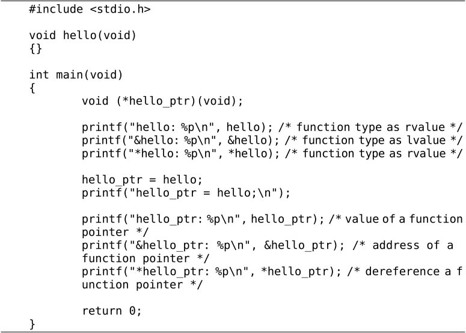 #include <stdio.h>
void hello(void)
{}
int main(void)
{
void (*hello_ptr)(void);
printf("hello: %p\n", hello); /* function type as rvalue */
printf("&hello: %p\n", &hello); /* function type as lvalue */
printf("*hello: %p\n", *hello); /* function type as rvalue */
hello_ptr = hello;
printf("hello_ptr = hello;\n");
printf("hello_ptr: %p\n", hello_ptr); /* value of a function
pointer */
printf("&hello_ptr: %p\n", &hello_ptr); /* address of a
function pointer */
printf("*hello_ptr: %p\n", *hello_ptr); /* dereference a f
unction pointer */
return 0;
}